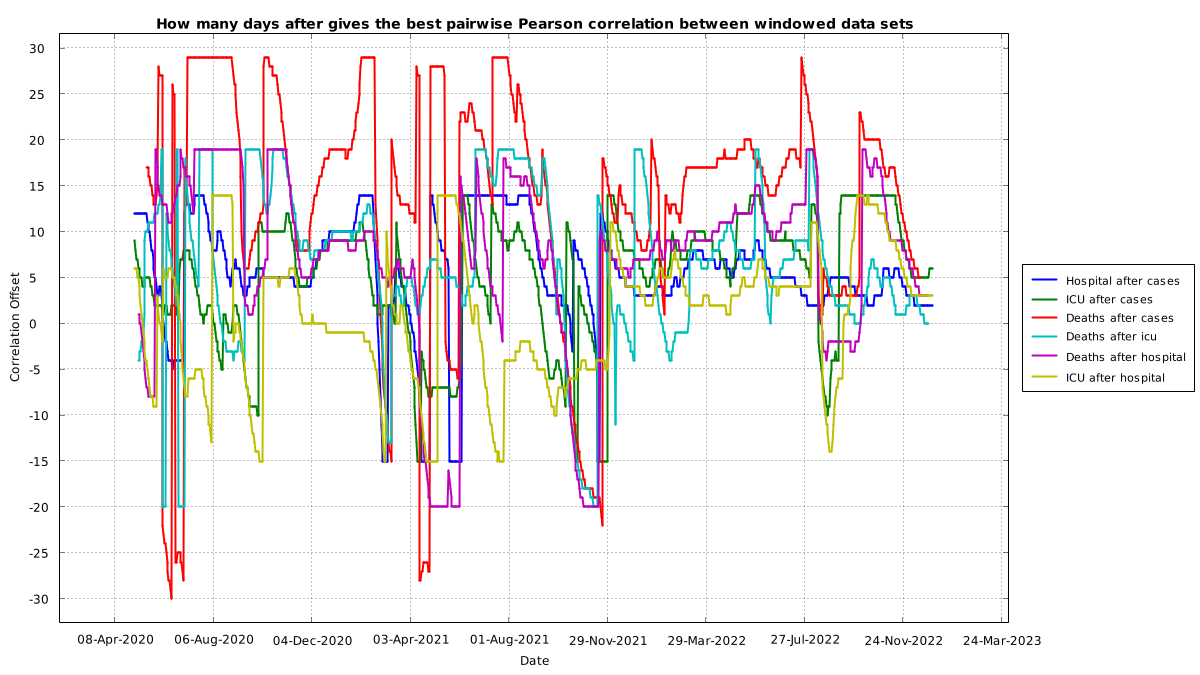 How many days after gives the best pairwise Pearson correlation between windowed data sets
30
25
20
15
10
5
0
-5
-10
-15
-20
-25
-30
Correlation Offset
08-Apr-2020 06-Aug-2020 04-Dec-2020 03-Apr-2021 01-Aug-2021 29-Nov-2021 29-Mar-2022 27-Jul-2022 24-Nov-2022 24-Mar-2023
Date
Hospital after cases
ICU after cases
Deaths after cases
Deaths after icu
Deaths after hospital
ICU after hospital